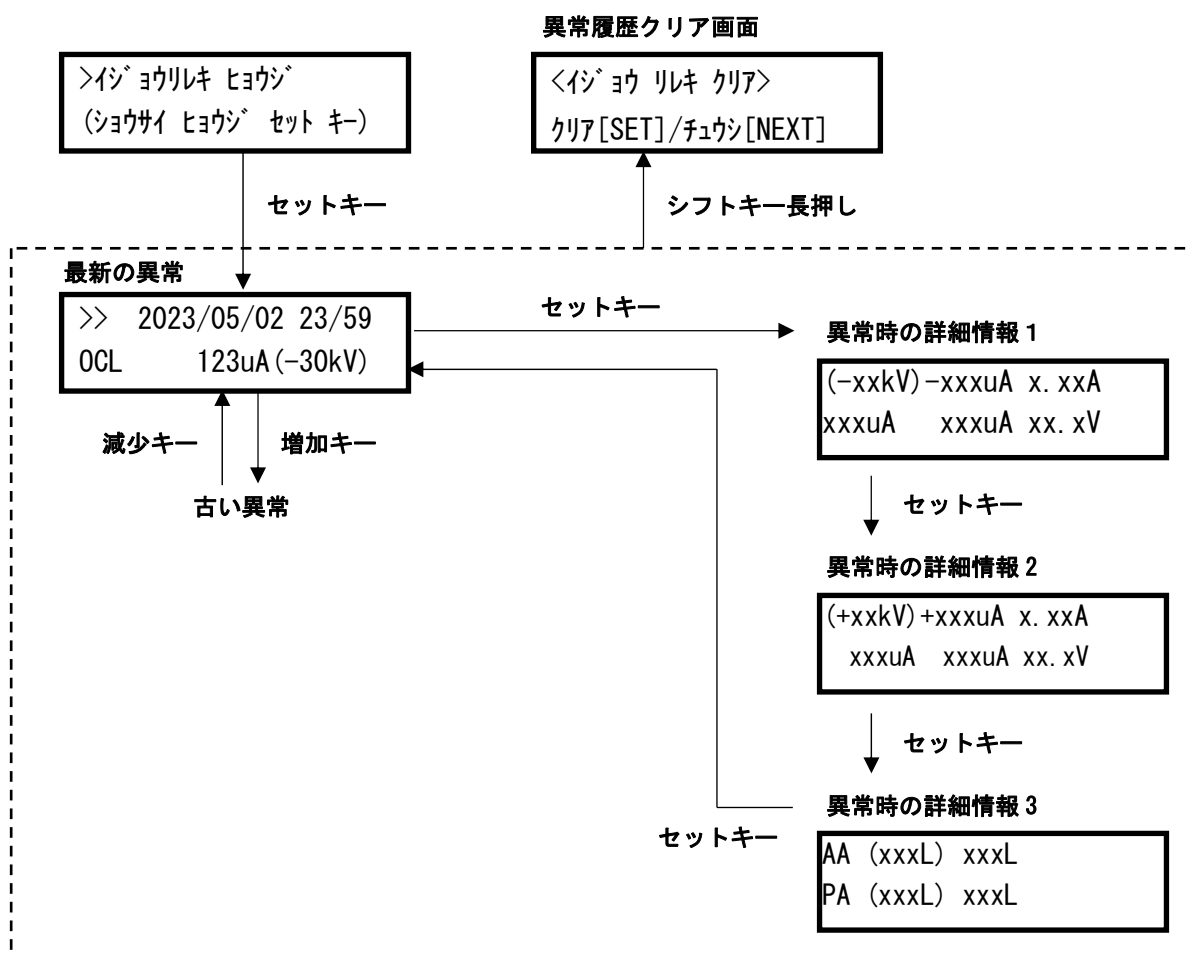 異常履歴クリア画面
>ｲｼﾞｮｳﾘﾚｷ ﾋｮｳｼﾞ
(ｼｮｳｻｲ ﾋｮｳｼﾞ ｾｯﾄ ｷｰ)
<ｲｼﾞｮｳ ﾘﾚｷ ｸﾘｱ>
ｸﾘｱ[SET]/ﾁｭｳｼ[NEXT]
セットキー
シフトキー長押し
最新の異常
>> 2023/05/02 23/59
OCL 123uA(-30kV)
セットキー
減少キー
増加キー
古い異常
異常時の詳細情報1
(-xxkV)-xxxuA x.xxA
xxxuA xxxuA xx.xV
セットキー
異常時の詳細情報2
(+xxkV)+xxxuA x.xxA
xxxuA xxxuA xx.xV
セットキー
異常時の詳細情報3
セットキー
AA (xxxL) xxxL
PA (xxxL) xxxL